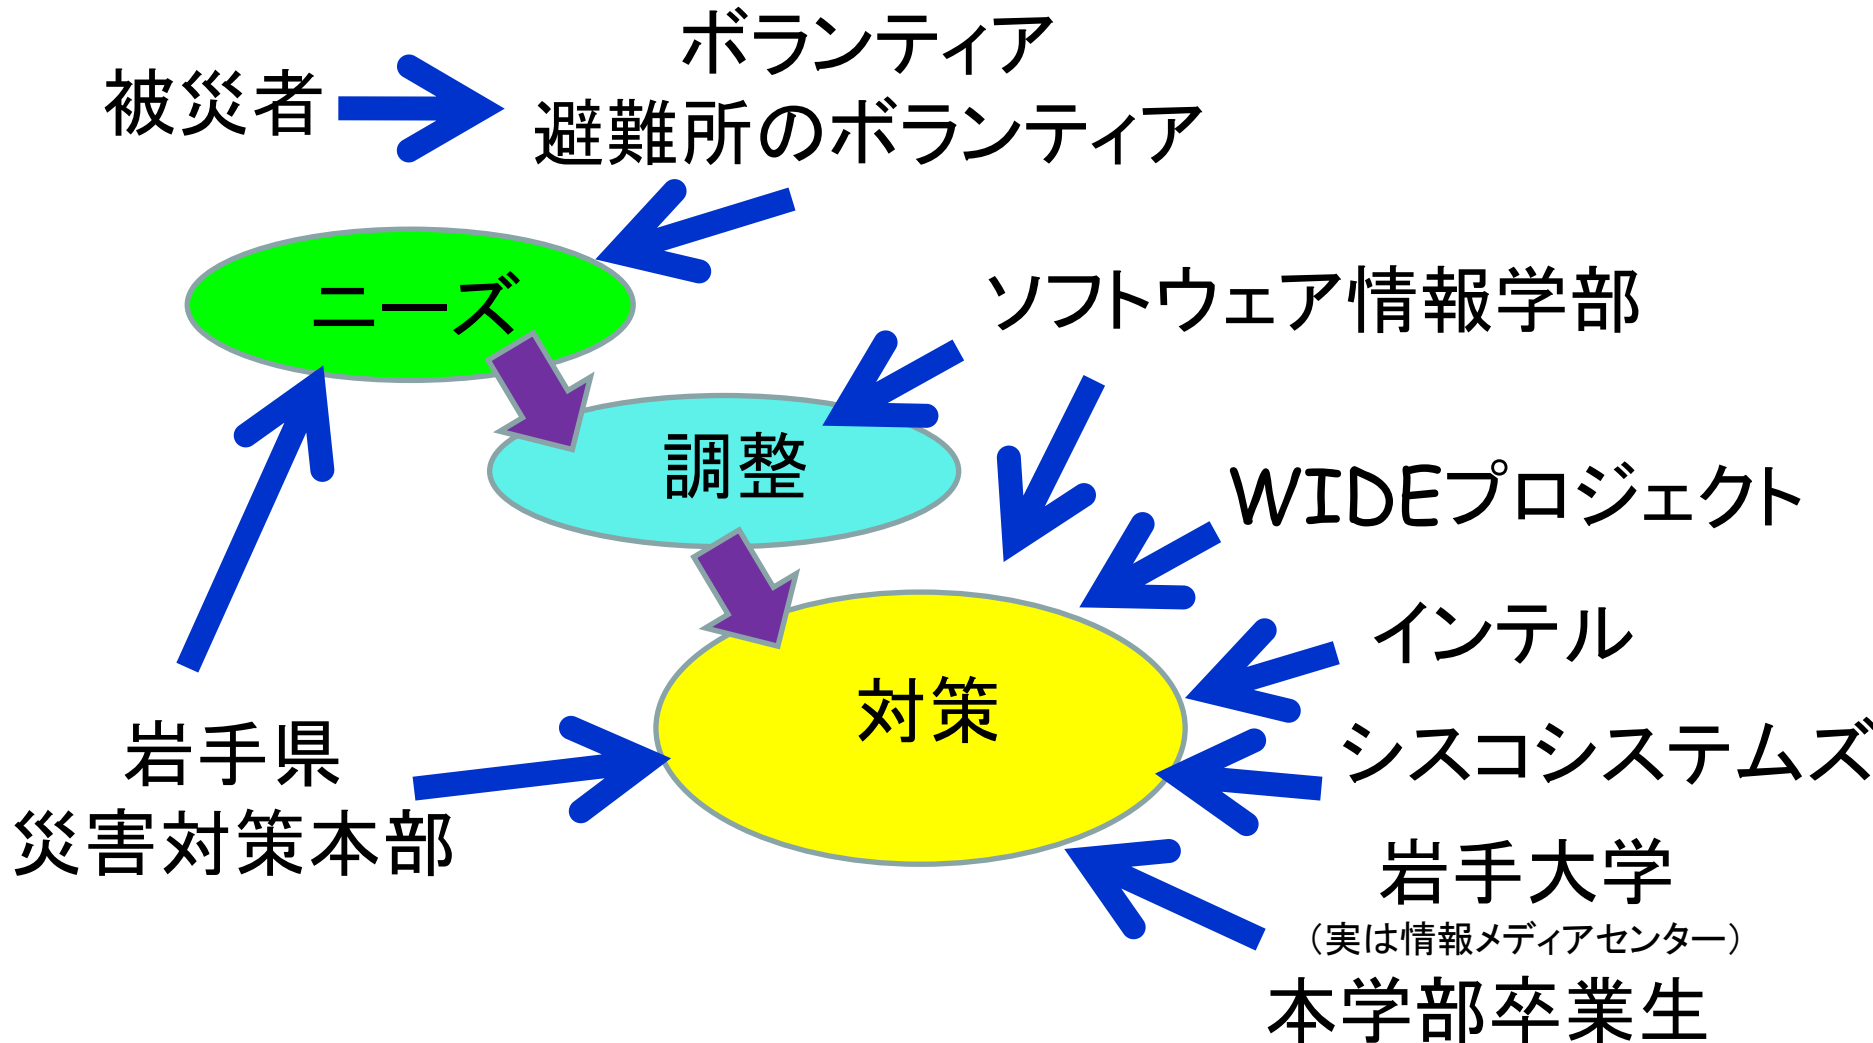 ボランティア
被災者
避難所のボランティア
ニーズ
ソフトウェア情報学部
調整
WIDEプロジェクト
インテル
対策
岩手県
シスコシステムズ
災害対策本部
岩手大学
（実は情報メディアセンター）
本学部卒業生